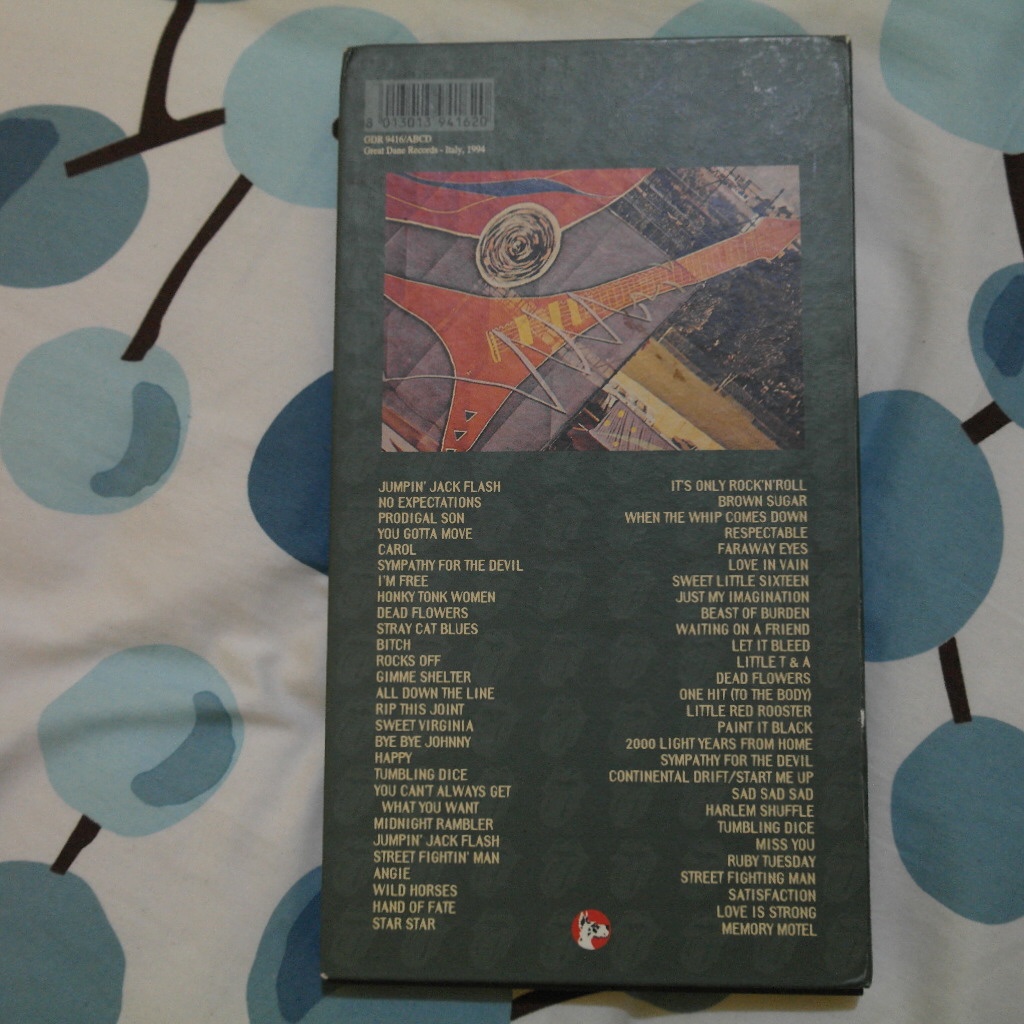 8 013013 941620
GDR 9416/ABCD
Great Dane Records - Italy, 1994
JUMPIN' JACK FLASH
NO EXPECTATIONS
PRODIGAL SON
YOU GOTTA MOVE
CAROL
SYMPATHY FOR THE DEVIL
I'M FREE
HONKY TONK WOMEN
DEAD FLOWERS
STRAY CAT BLUES
BITCH
ROCKS OFF
GIMME SHELTER
ALL DOWN THE LINE
RIP THIS JOINT
SWEET VIRGINIA
BYE BYE JOHNNY
HAPPY
TUMBLING DICE
YOU CAN'T ALWAYS GET
WHAT YOU WANT
MIDNIGHT RAMBLER
JUMPIN' JACK FLASH
STREET FIGHTIN' MAN
ANGIE
WILD HORSES
HAND OF FATE
STAR STAR
IT'S ONLY ROCK'N'ROLL
BROWN SUGAR
WHEN THE WHIP COMES DOWN
RESPECTABLE
FARAWAY EYES
LOVE IN VAIN
SWEET LITTLE SIXTEEN
JUST MY IMAGINATION
BEAST OF BURDEN
WAITING ON A FRIEND
LET IT BLEED
LITTLE T & A
DEAD FLOWERS
ONE HIT (TO THE BODY)
LITTLE RED ROOSTER
PAINT IT BLACK
2000 LIGHT YEARS FROM HOME
SYMPATHY FOR THE DEVIL
CONTINENTAL DRIFT/START ME UP
SAD SAD SAD
HARLEM SHUFFLE
TUMBLING DICE
MISS YOU
RUBY TUESDAY
STREET FIGHTING MAN
SATISFACTION
LOVE IS STRONG
MEMORY MOTEL